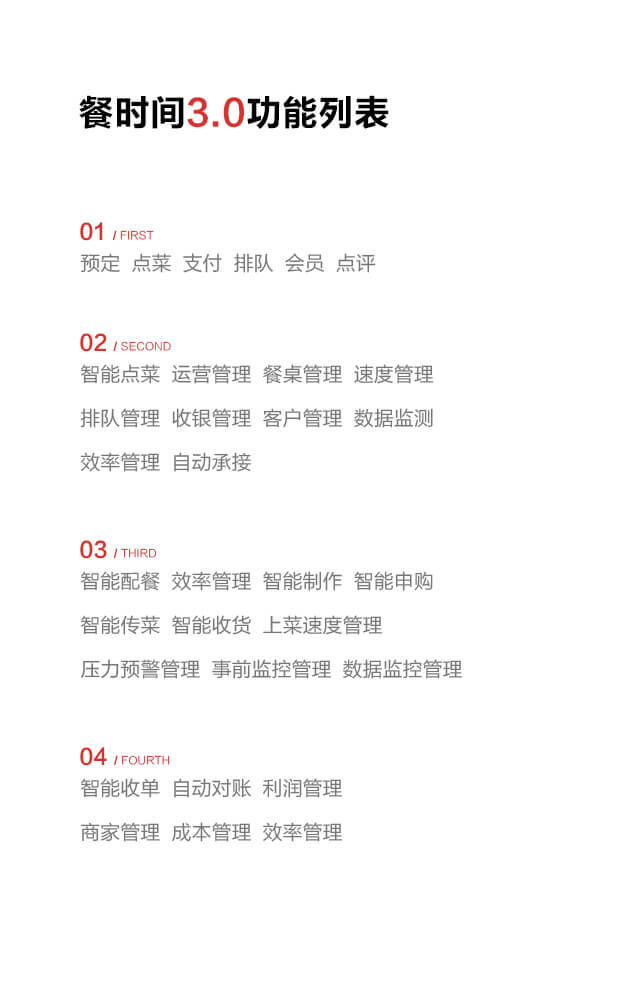 餐时间3.0功能列表
01 / FIRST
预定 点菜 支付 排队 会员 点评
02 / SECOND
智能点菜 运营管理 餐桌管理 速度管理
排队管理 收银管理 客户管理 数据监测
效率管理 自动承接
03 / THIRD
智能配餐 效率管理 智能制作 智能申购
智能传菜 智能收货 上菜速度管理
压力预警管理 事前监控管理 数据监控管理
04 / FOURTH
智能收单 自动对账 利润管理
商家管理 成本管理 效率管理